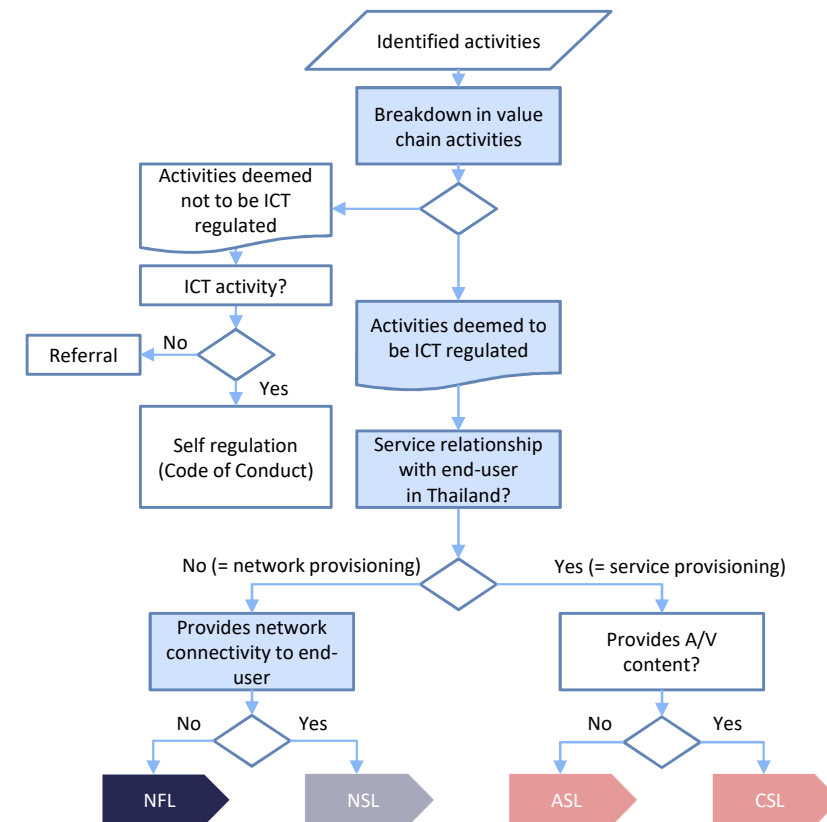 Identified activities
Breakdown in value
chain activities
Activities deemed
not to be ICT
regulated
ICT activity?
Activities deemed to
be ICT regulated
No
Referral
Yes
Self regulation
(Code of Conduct)
Service relationship
with end-user
in Thailand?
No (= network provisioning)
Yes (= service provisioning)
Provides network
connectivity to end-
user
Provides A/V
content?
No
Yes
No
Yes
NFL
NSL
ASL
CSL